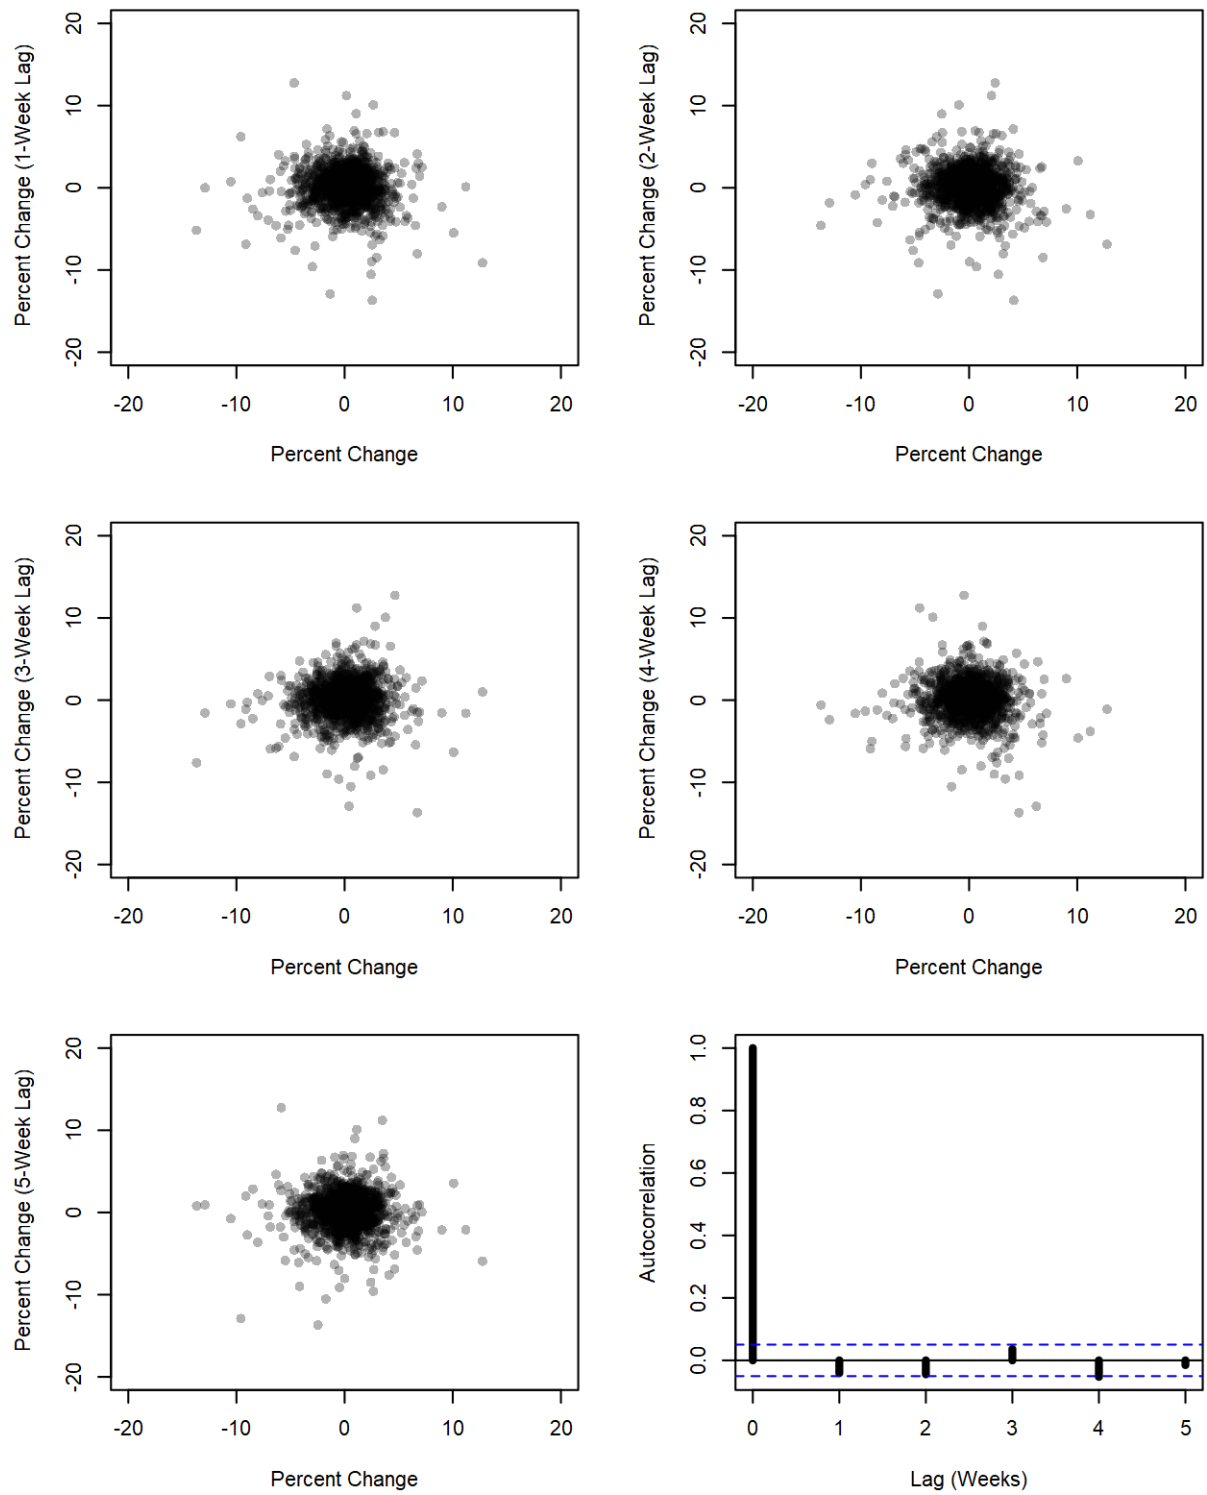 Percent Change (1-Week Lag)
20
10
0
-10
-20
-20 -10 0 10 20
Percent Change
Percent Change (2-Week Lag)
20
10
0
-10
-20
-20 -10 0 10 20
Percent Change
Percent Change (3-Week Lag)
20
10
0
-10
-20
-20 -10 0 10 20
Percent Change
Percent Change (4-Week Lag)
20
10
0
-10
-20
-20 -10 0 10 20
Percent Change
Percent Change (5-Week Lag)
20
10
0
-10
-20
-20 -10 0 10 20
Percent Change
Autocorrelation
1.0
0.8
0.6
0.4
0.2
0.0
0 1 2 3 4 5
Lag (Weeks)